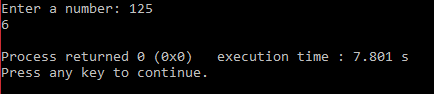 Enter a number: 125
6
Process returned 0 (0x0)   execution time : 7.801 s
Press any key to continue.